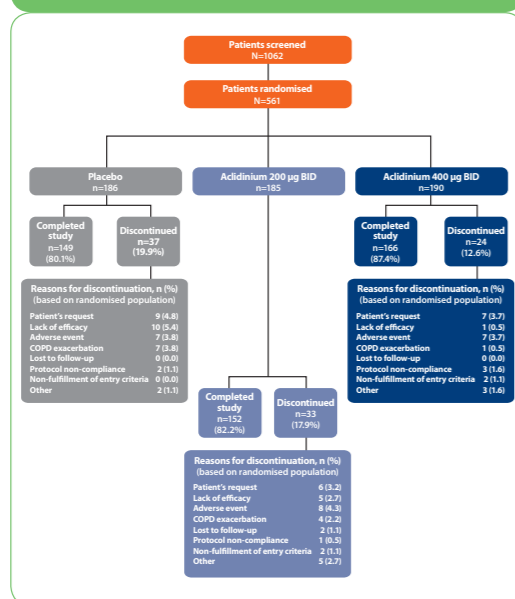 Patients screened
N=1062
Patients randomised
N=561
Placebo
n=186
Aclidinium 200 µg BID
n=185
Aclidinium 400 µg BID
n=190
Completed
study
n=149
(80.1%)
Discontinued
n=37
(19.9%)
Completed
study
n=166
(87.4%)
Discontinued
n=24
(12.6%)
Reasons for discontinuation, n (%)
(based on randomised population)
Patient's request 9 (4.8)
Lack of efficacy 10 (5.4)
Adverse event 7 (3.8)
COPD exacerbation 7 (3.8)
Lost to follow-up 0 (0.0)
Protocol non-compliance 2 (1.1)
Non-fulfillment of entry criteria 0 (0.0)
Other 2 (1.1)
Reasons for discontinuation, n (%)
(based on randomised population)
Patient's request 7 (3.7)
Lack of efficacy 1 (0.5)
Adverse event 7 (3.7)
COPD exacerbation 1 (0.5)
Lost to follow-up 0 (0.0)
Protocol non-compliance 3 (1.6)
Non-fulfillment of entry criteria 2 (1.1)
Other 3 (1.6)
Completed
study
n=152
(82.2%)
Discontinued
n=33
(17.9%)
Reasons for discontinuation, n (%)
(based on randomised population)
Patient's request 6 (3.2)
Lack of efficacy 5 (2.7)
Adverse event 8 (4.3)
COPD exacerbation 4 (2.2)
Lost to follow-up 2 (1.1)
Protocol non-compliance 1 (0.5)
Non-fulfillment of entry criteria 2 (1.1)
Other 5 (2.7)